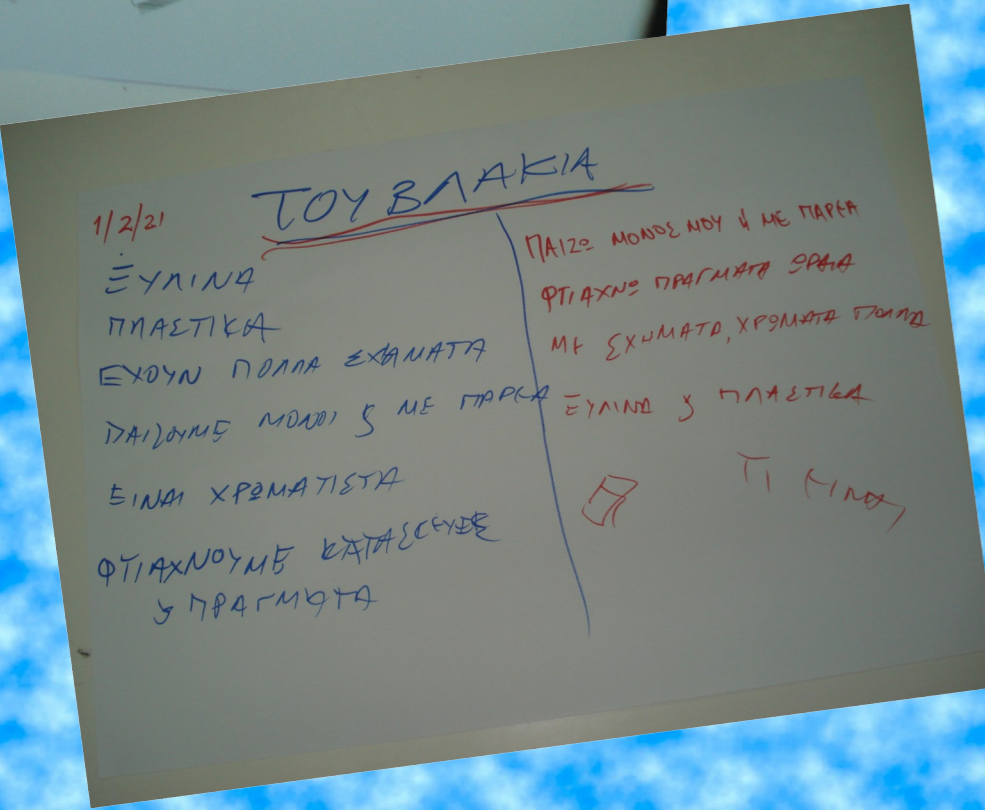 ΤΟΥΒΛΑΚΙΑ
1/2/21
ΞΥΛΙΝΑ
ΠΛΑΣΤΙΚΑ
ΕΧΟΥΝ ΠΟΛΛΑ ΣΧΗΜΑΤΑ
ΠΑΙΖΟΥΜΕ ΜΟΝΟΙ ϗ ΜΕ ΠΑΡΕΑ
ΕΙΝΑΙ ΧΡΩΜΑΤΙΣΤΑ
ΦΤΙΑΧΝΟΥΜΕ ΚΑΤΑΣΚΕΥΕΣ
ϗ ΠΡΑΓΜΑΤΑ
ΠΑΙΖΩ ΜΟΝΟΣ ΜΟΥ Ή ΜΕ ΠΑΡΕΑ
ΦΤΙΑΧΝΩ ΠΡΑΓΜΑΤΑ ΩΡΑΙΑ
ΜΕ ΣΧΗΜΑΤΑ, ΧΡΩΜΑΤΑ ΠΟΛΛΑ
ΞΥΛΙΝΑ ϗ ΠΛΑΣΤΙΚΑ
ΤΙ ΕΙΝΑΙ